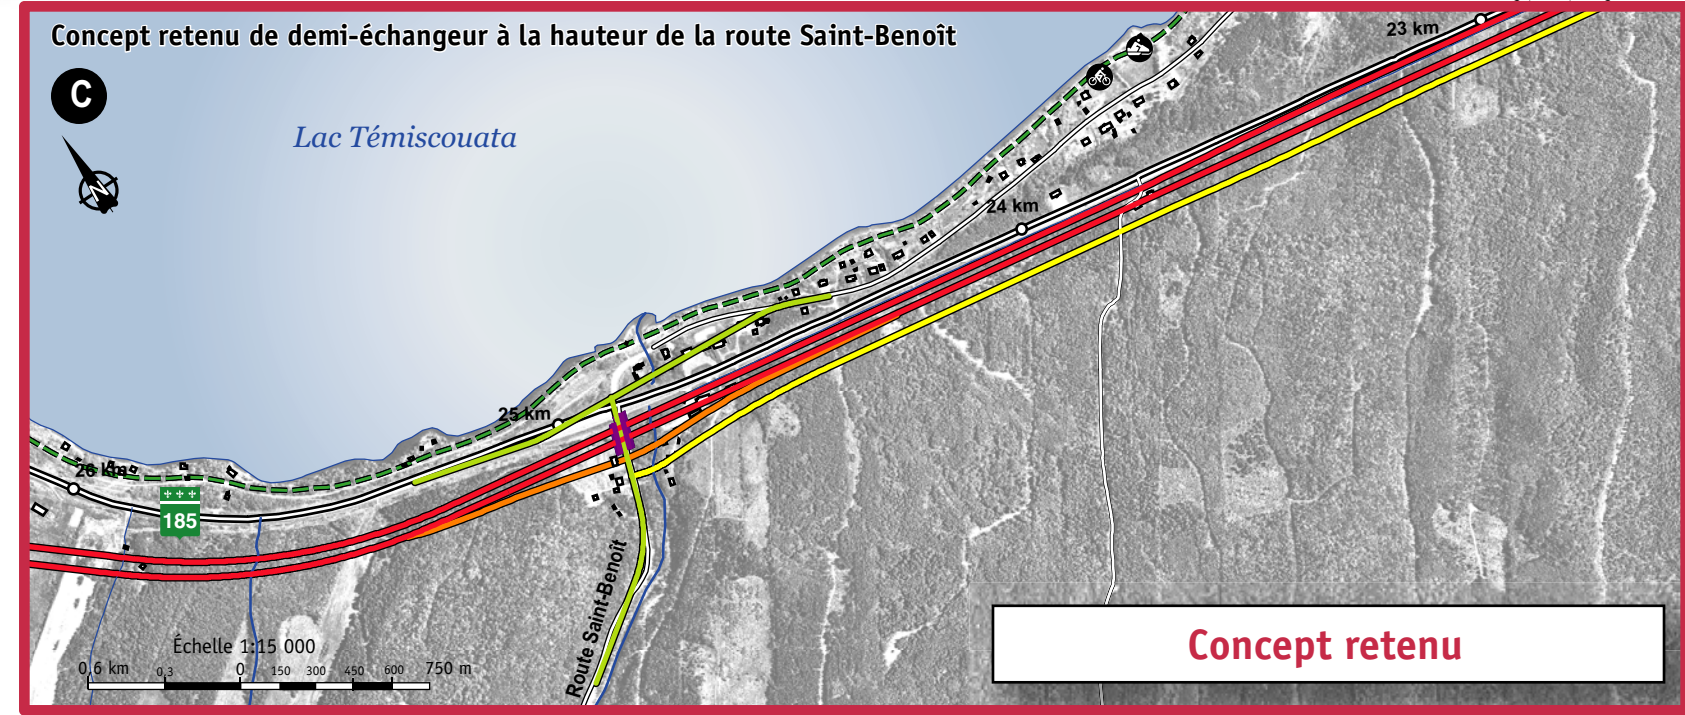 Concept retenu de demi-échangeur à la hauteur de la route Saint-Benoît
C
N
Lac Témiscouata
23 km
24 km
25 km
26 km
185
Route Saint-Benoît
Échelle 1:15 000
0,6 km 0,3 0 150 300 450 600 750 m
Concept retenu